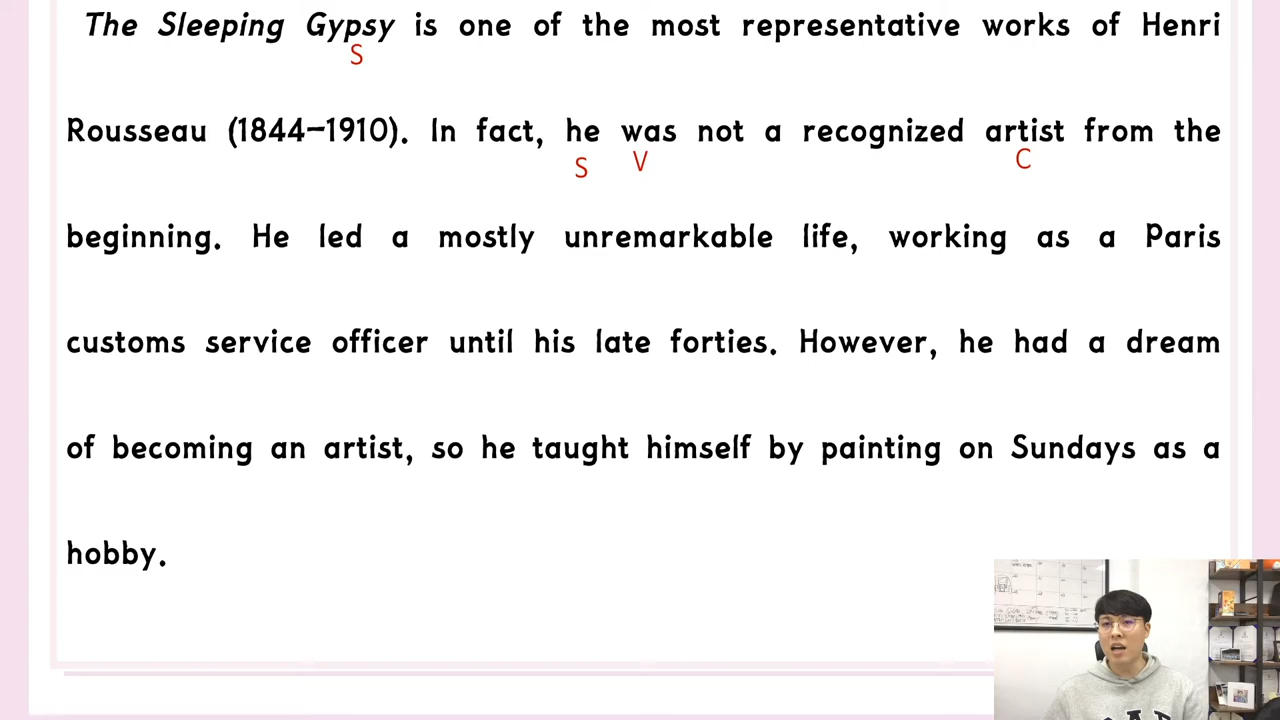 The Sleeping Gypsy is one of the most representative works of Henri
S
Rousseau (1844–1910). In fact, he was not a recognized artist from the
S V C
beginning. He led a mostly unremarkable life, working as a Paris
customs service officer until his late forties. However, he had a dream
of becoming an artist, so he taught himself by painting on Sundays as a
hobby.